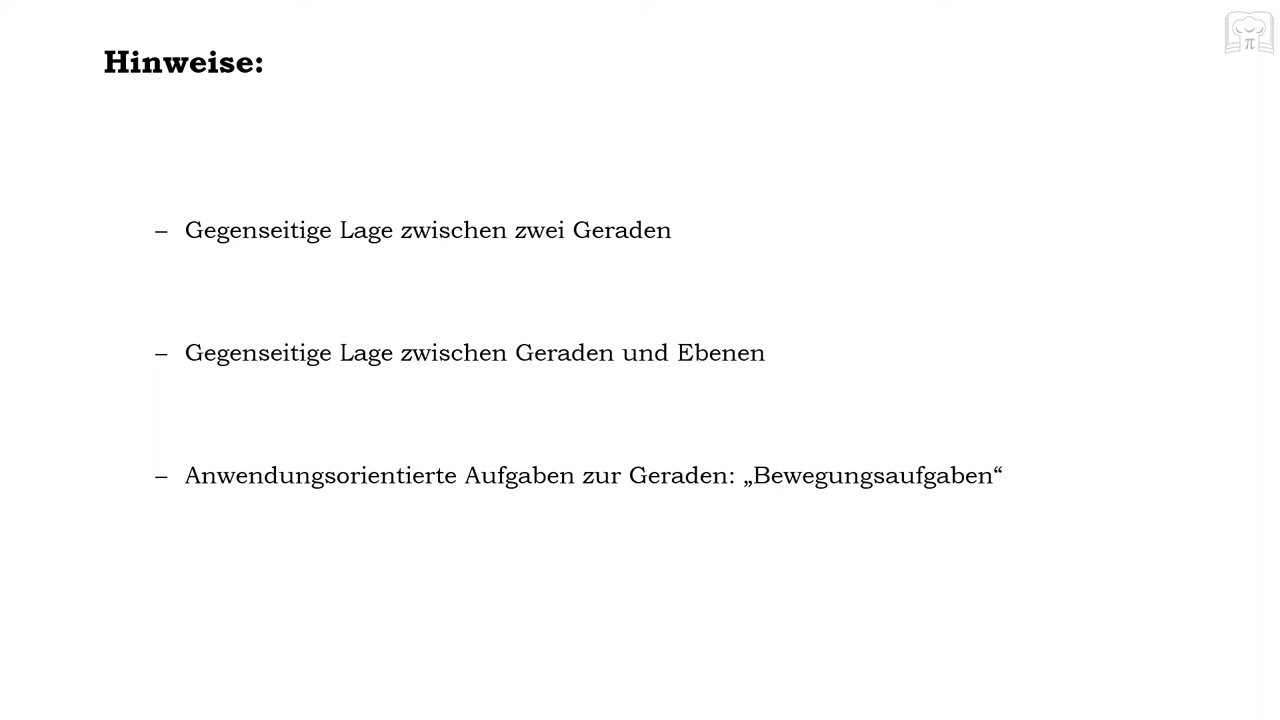 Hinweise:
– Gegenseitige Lage zwischen zwei Geraden
– Gegenseitige Lage zwischen Geraden und Ebenen
– Anwendungsorientierte Aufgaben zur Geraden: „Bewegungsaufgaben“
π